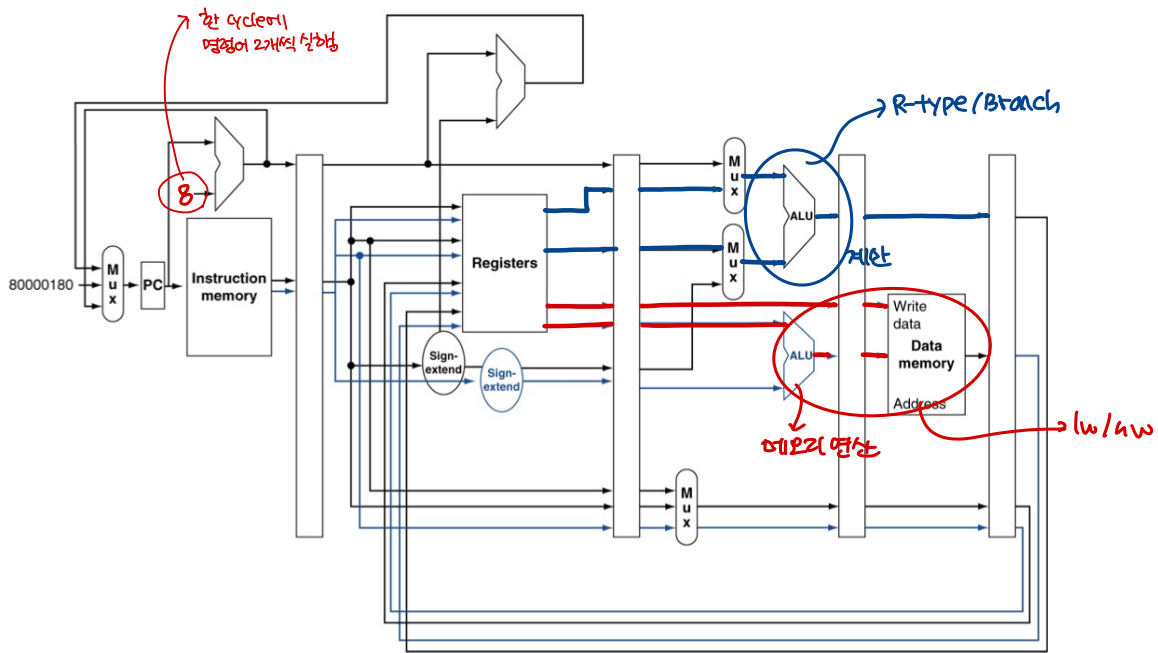 한 cycle에
명령어 2개씩 실행
R-type/Branch
8
M
u
x
M
u
x
ALU
계산
80000180
M
u
x
PC
Instruction
memory
Registers
Write
data
Data
memory
Address
ALU
Sign-
extend
Sign-
extend
lw/sw
메모리 연산
M
u
x